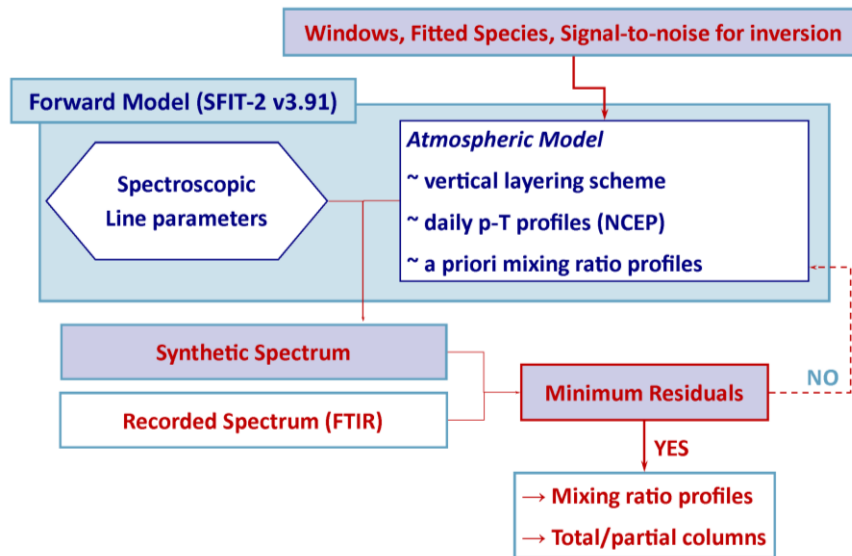 Windows, Fitted Species, Signal-to-noise for inversion
Forward Model (SFIT-2 v3.91)
Spectroscopic
Line parameters
Atmospheric Model
~ vertical layering scheme
~ daily p-T profiles (NCEP)
~ a priori mixing ratio profiles
Synthetic Spectrum
Recorded Spectrum (FTIR)
Minimum Residuals
NO
YES
→ Mixing ratio profiles
→ Total/partial columns